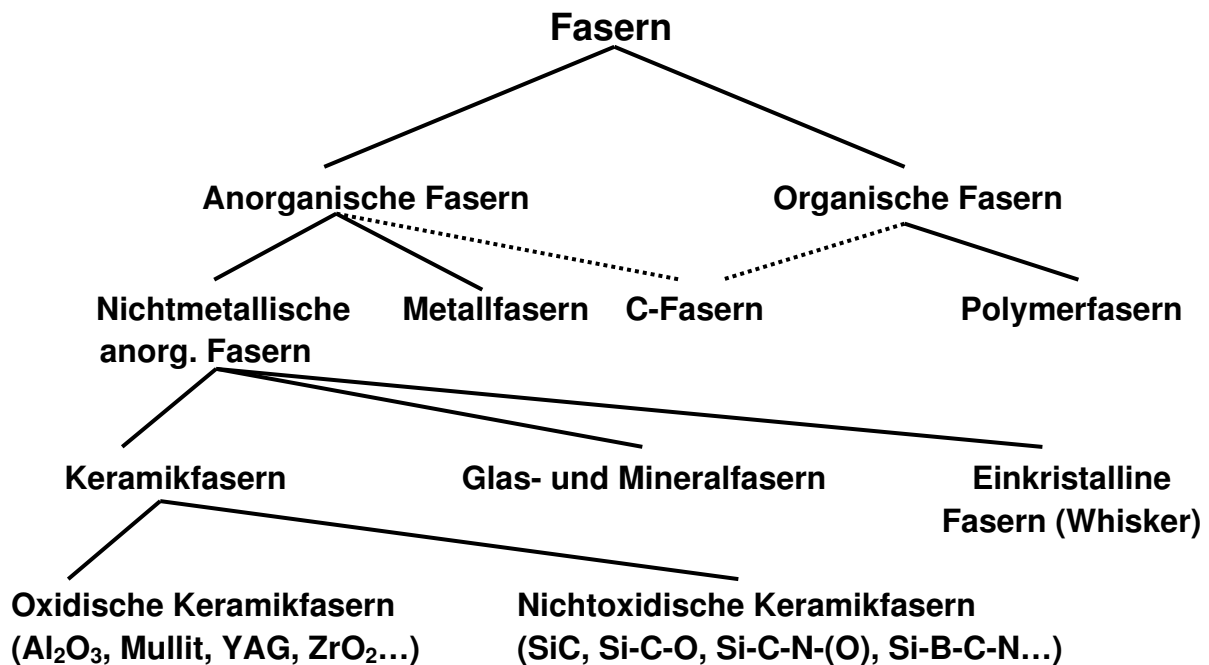 Fasern
Anorganische Fasern
Organische Fasern
Nichtmetallische
anorg. Fasern
Metallfasern
C-Fasern
Polymerfasern
Keramikfasern
Glas- und Mineralfasern
Einkristalline
Fasern (Whisker)
Oxidische Keramikfasern
(Al₂O₃, Mullit, YAG, ZrO₂…)
Nichtoxidische Keramikfasern
(SiC, Si-C-O, Si-C-N-(O), Si-B-C-N…)